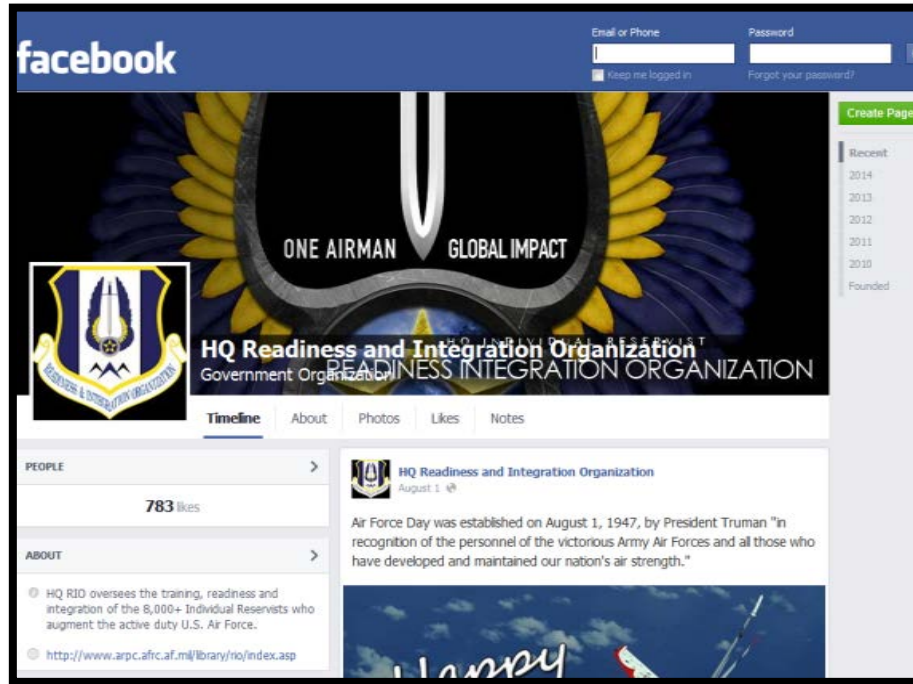 facebook
Email or Phone
Password
Keep me logged in
Forgot your password?
Create Page
Recent
2014
2013
2012
2011
2010
Founded
ONE AIRMAN GLOBAL IMPACT
HQ INDIVIDUAL RESERVIST
READINESS INTEGRATION ORGANIZATION
READINESS & INTEGRATION ORGANIZATION
HQ Readiness and Integration Organization
Government Organization
Timeline About Photos Likes Notes
PEOPLE
783 likes
ABOUT
HQ RIO oversees the training, readiness and
integration of the 8,000+ Individual Reservists who
augment the active duty U.S. Air Force.
http://www.arpc.afrc.af.mil/library/rio/index.asp
HQ Readiness and Integration Organization
August 1
Air Force Day was established on August 1, 1947, by President Truman "in
recognition of the personnel of the victorious Army Air Forces and all those who
have developed and maintained our nation's air strength."
Happy